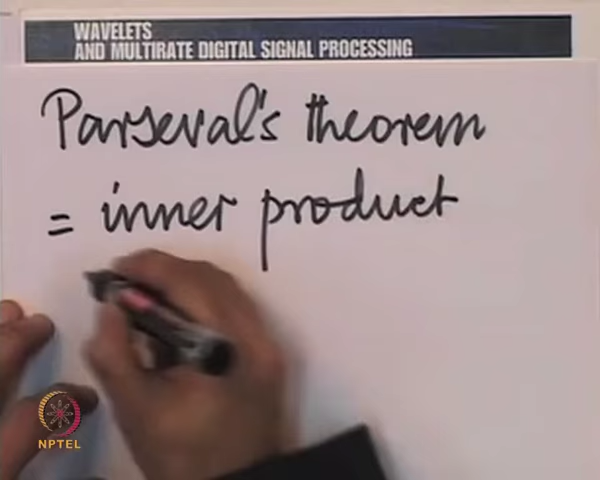 WAVELETS
AND MULTIRATE DIGITAL SIGNAL PROCESSING
Parseval's theorem
= inner product
NPTEL